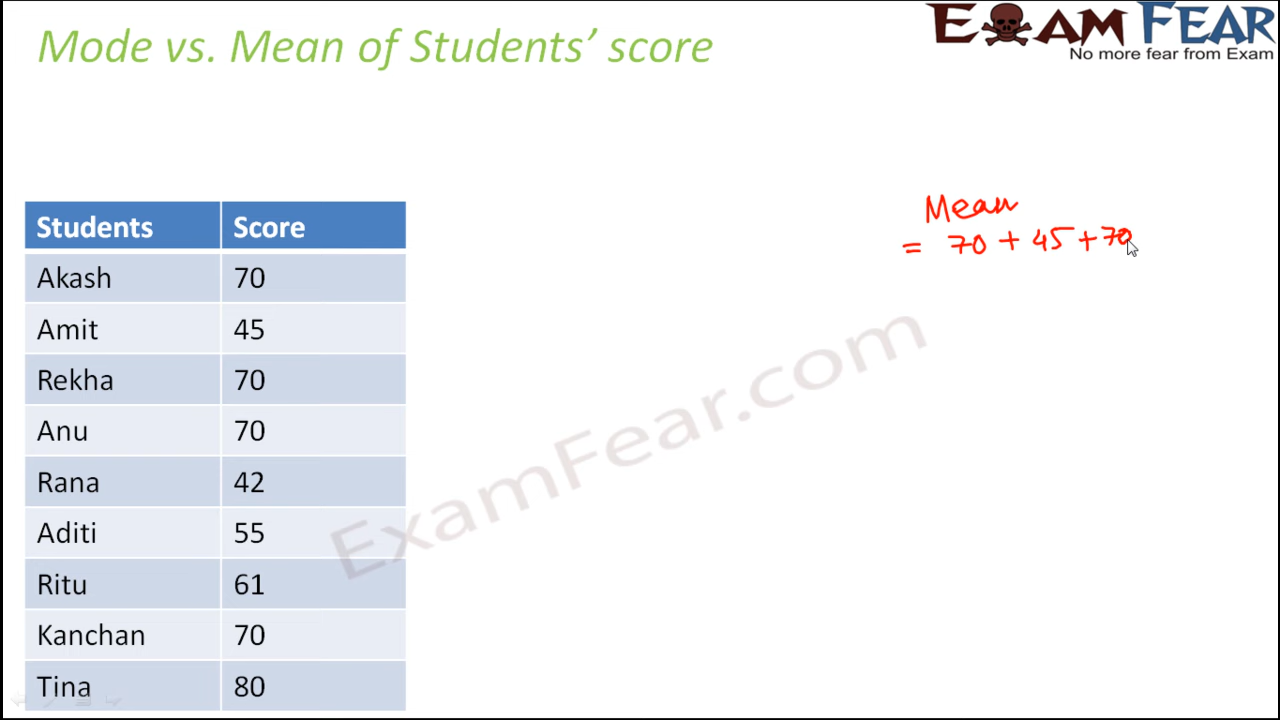 Mode vs. Mean of Students’ score
EXAM FEAR
No more fear from Exam
Students Score
Akash 70
Amit 45
Rekha 70
Anu 70
Rana 42
Aditi 55
Ritu 61
Kanchan 70
Tina 80
Mean
= 70 + 45 + 70
ExamFear.com